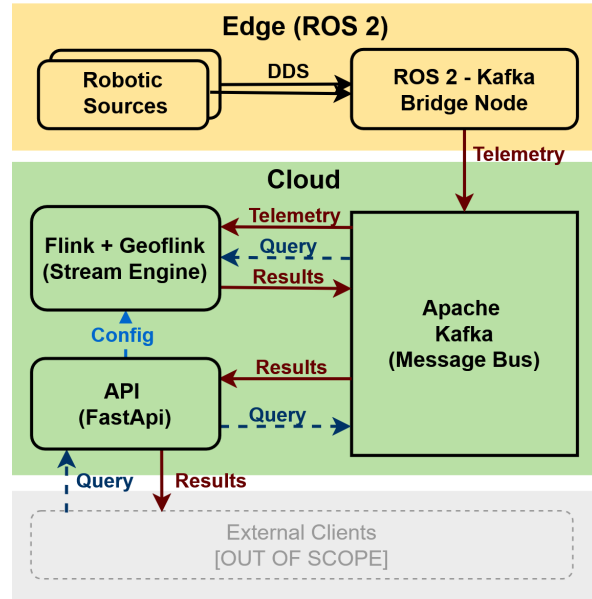 Edge (ROS 2)
Robotic
Sources
DDS
ROS 2 - Kafka
Bridge Node
Telemetry
Cloud
Flink + Geoflink
(Stream Engine)
Telemetry
Query
Results
Apache
Kafka
(Message Bus)
Config
API
(FastApi)
Results
Query
Query
Results
External Clients
[OUT OF SCOPE]